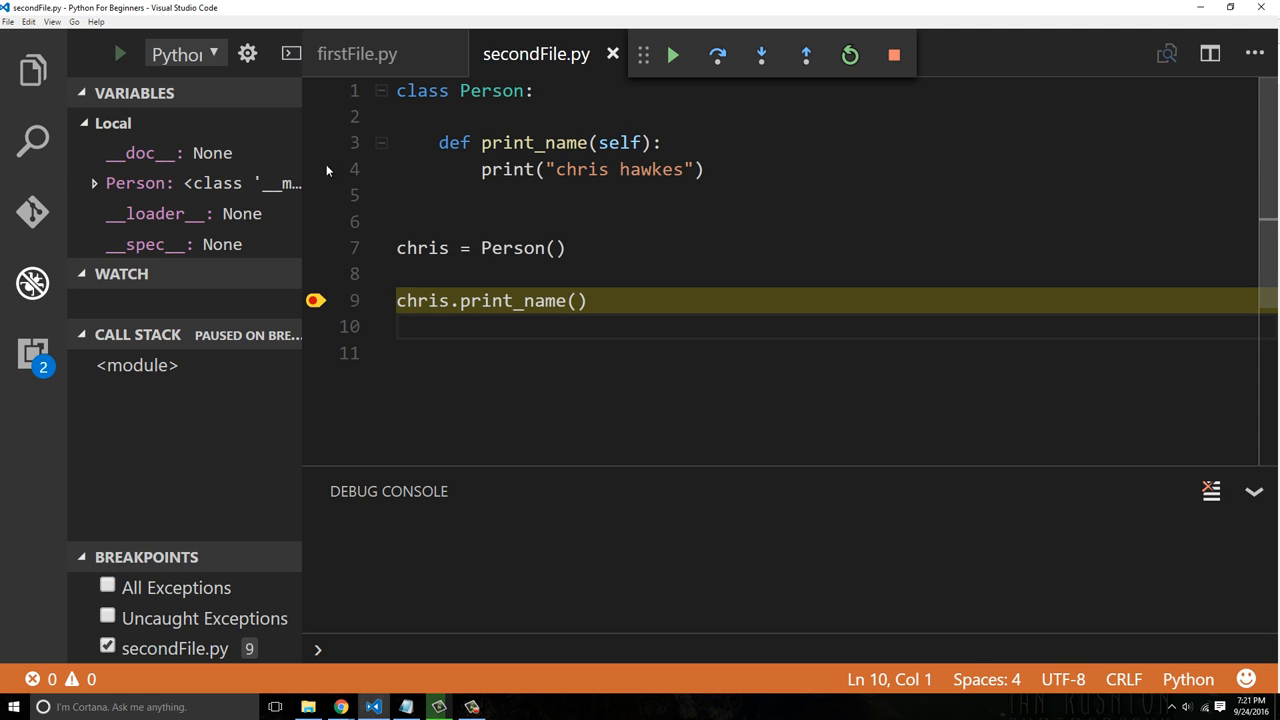 secondFile.py - Python For Beginners - Visual Studio Code
File Edit View Go Help
Pythor
firstFile.py
secondFile.py
VARIABLES
Local
__doc__: None
Person: <class '__m...
__loader__: None
__spec__: None
WATCH
CALL STACK PAUSED ON BRE...
<module>
BREAKPOINTS
All Exceptions
Uncaught Exceptions
secondFile.py 9
2
1 class Person:
2
3 def print_name(self):
4 print("chris hawkes")
5
6
7 chris = Person()
8
9 chris.print_name()
10
11
DEBUG CONSOLE
0 0
Ln 10, Col 1 Spaces: 4 UTF-8 CRLF Python
I'm Cortana. Ask me anything.
7:21 PM
9/24/2016